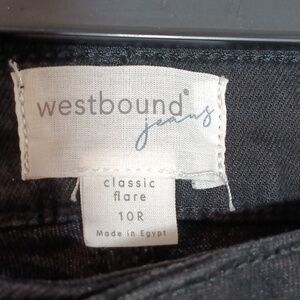 westbound®
jeans
classic
flare
10R
Made in Egypt